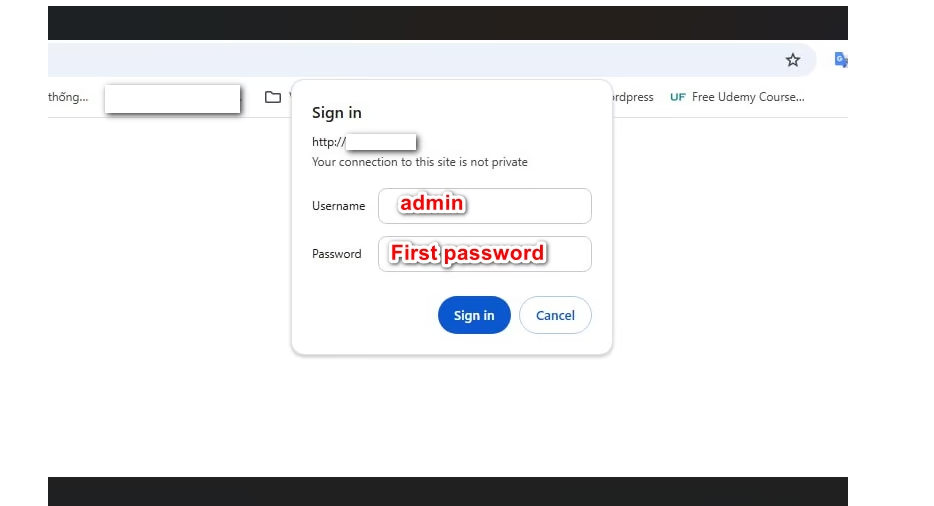 thống...
rdpress
UF Free Udemy Course...
Sign in
http://
Your connection to this site is not private
Username admin
Password First password
Sign in Cancel